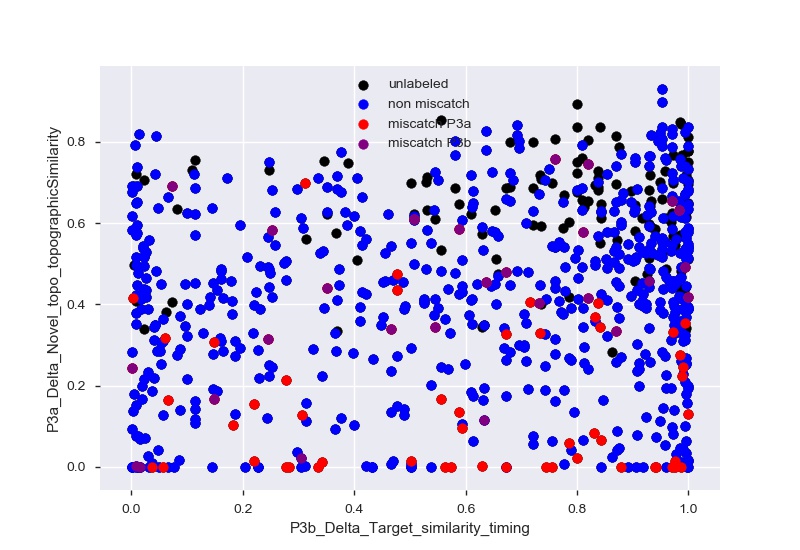 unlabeled
non miscatch
miscatch P3a
miscatch P3b
0.8
0.6
0.4
0.2
0.0
P3a_Delta_Novel_topo_topographicSimilarity
0.0 0.2 0.4 0.6 0.8 1.0
P3b_Delta_Target_similarity_timing